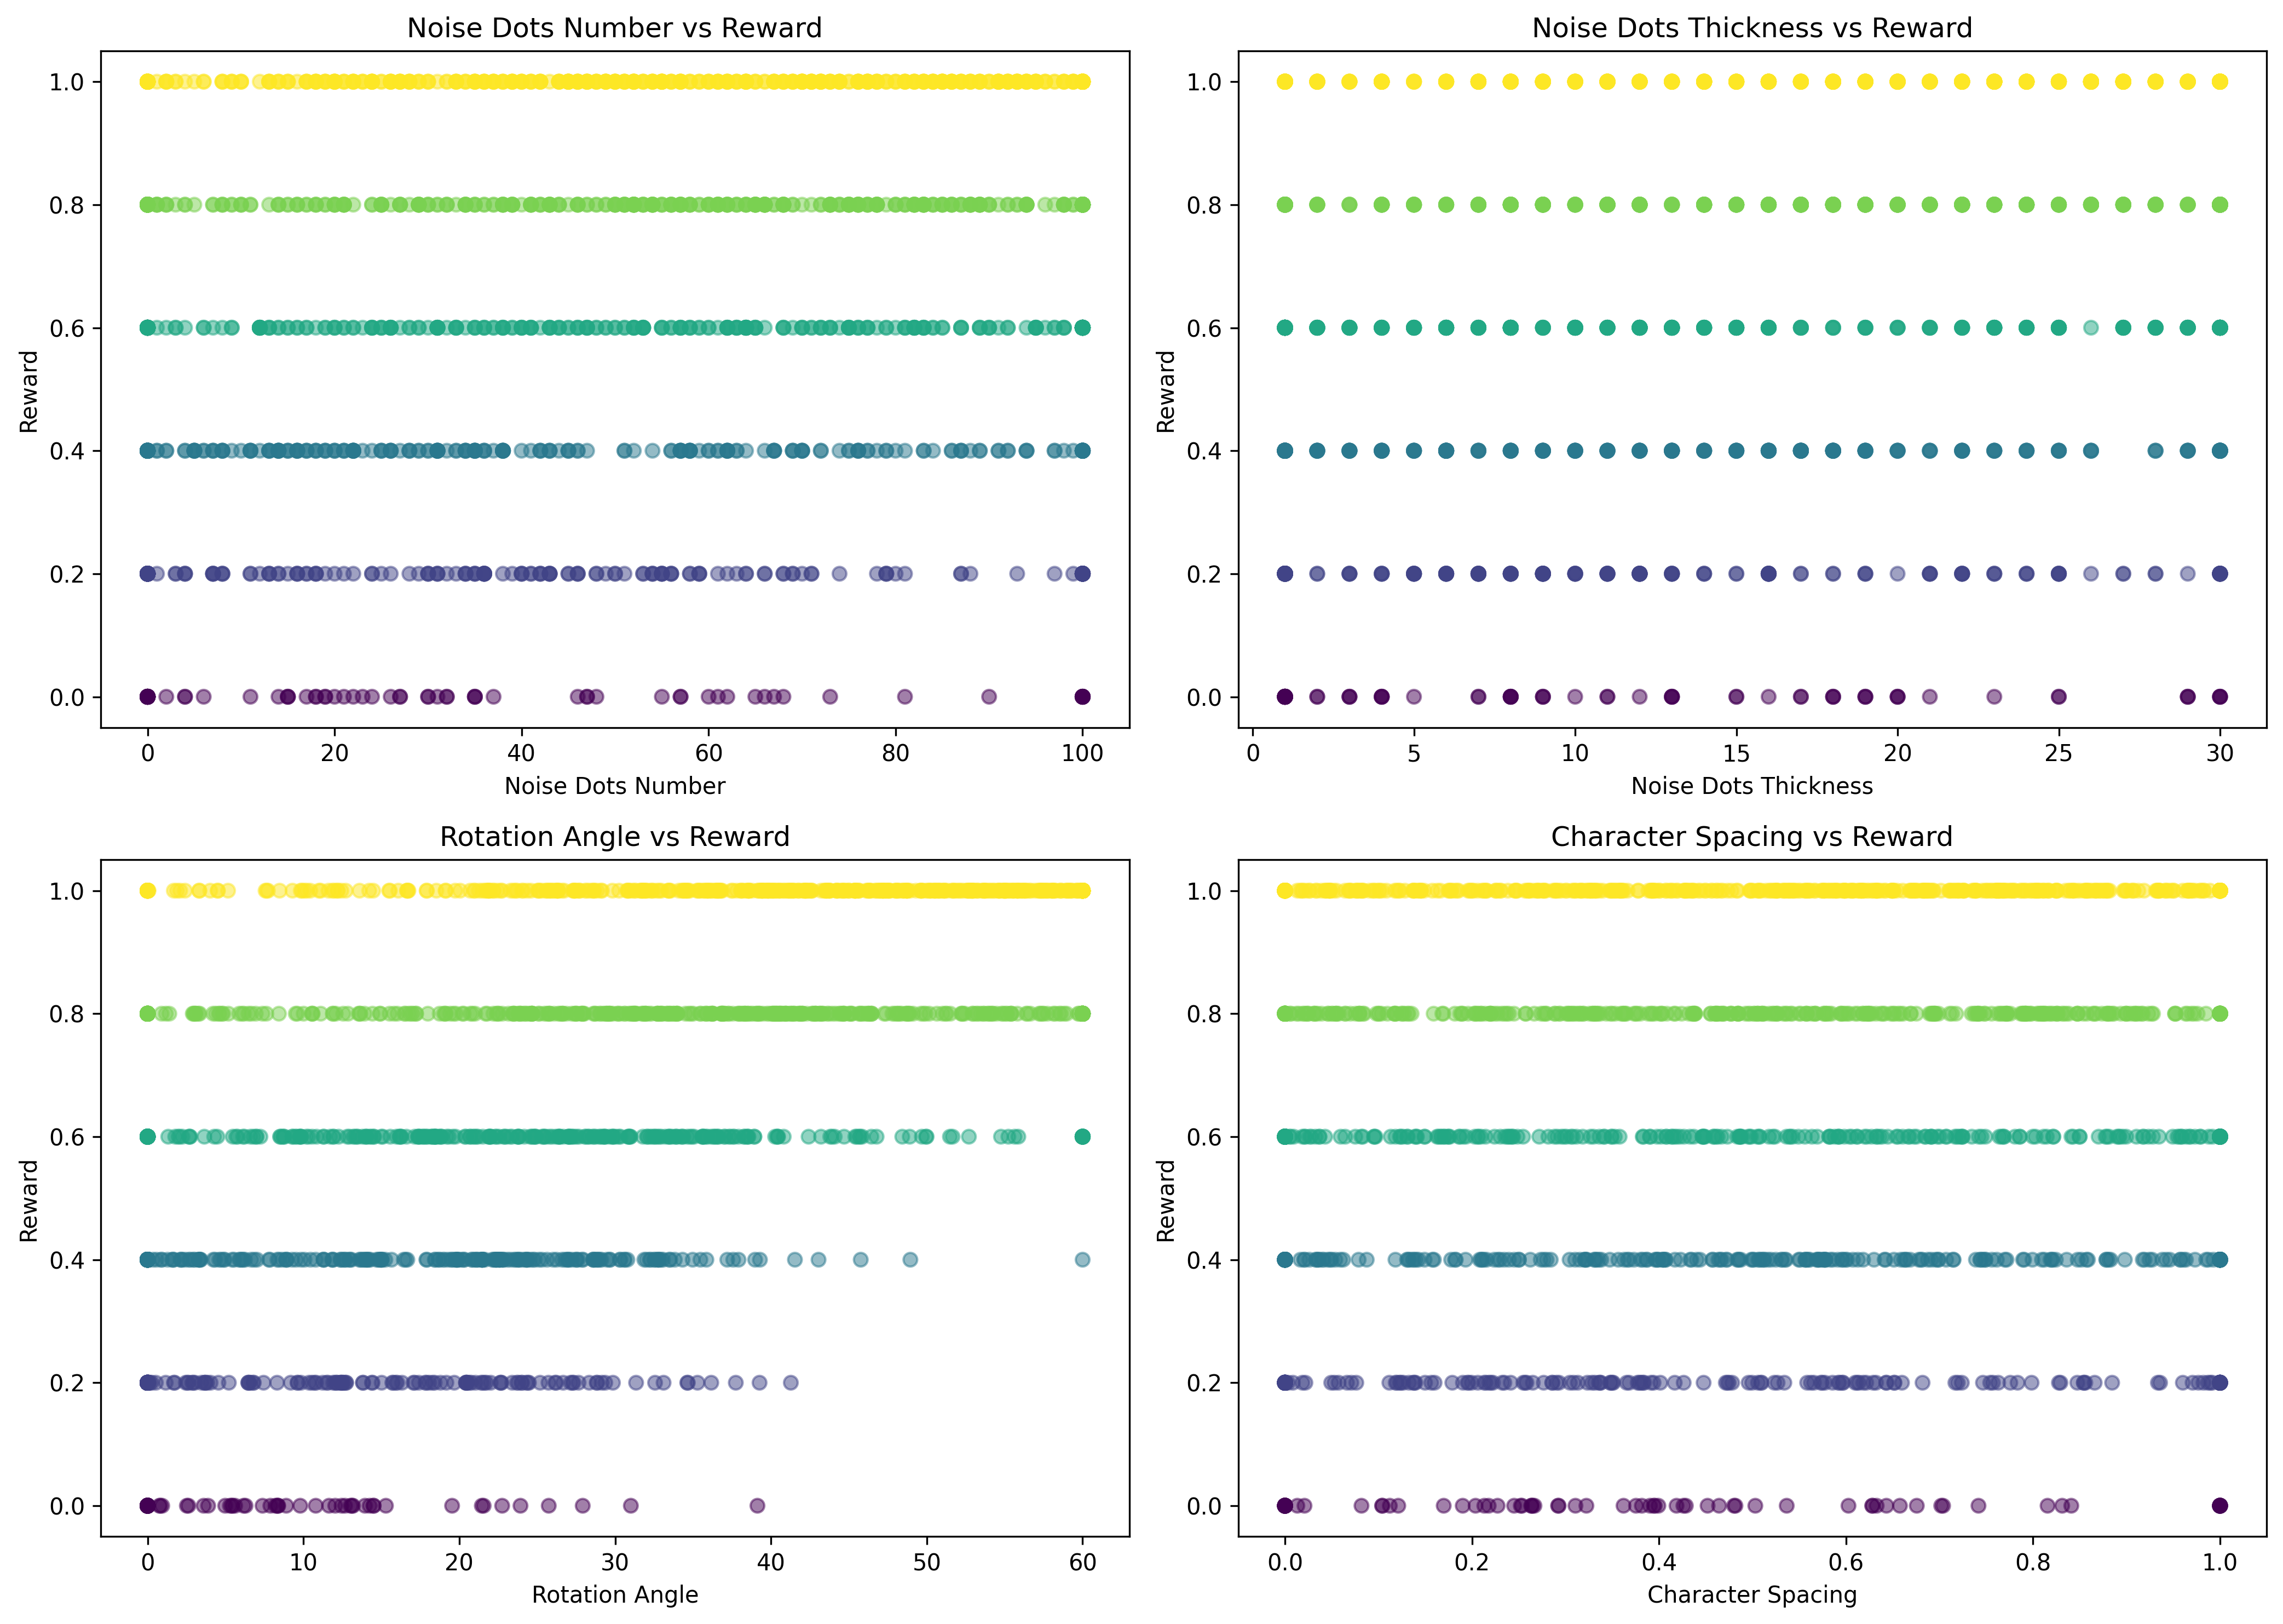 Noise Dots Number vs Reward
1.0
0.8
0.6
0.4
0.2
0.0
Reward
0 20 40 60 80 100
Noise Dots Number
Noise Dots Thickness vs Reward
1.0
0.8
0.6
0.4
0.2
0.0
Reward
0 5 10 15 20 25 30
Noise Dots Thickness
Rotation Angle vs Reward
1.0
0.8
0.6
0.4
0.2
0.0
Reward
0 10 20 30 40 50 60
Rotation Angle
Character Spacing vs Reward
1.0
0.8
0.6
0.4
0.2
0.0
Reward
0.0 0.2 0.4 0.6 0.8 1.0
Character Spacing